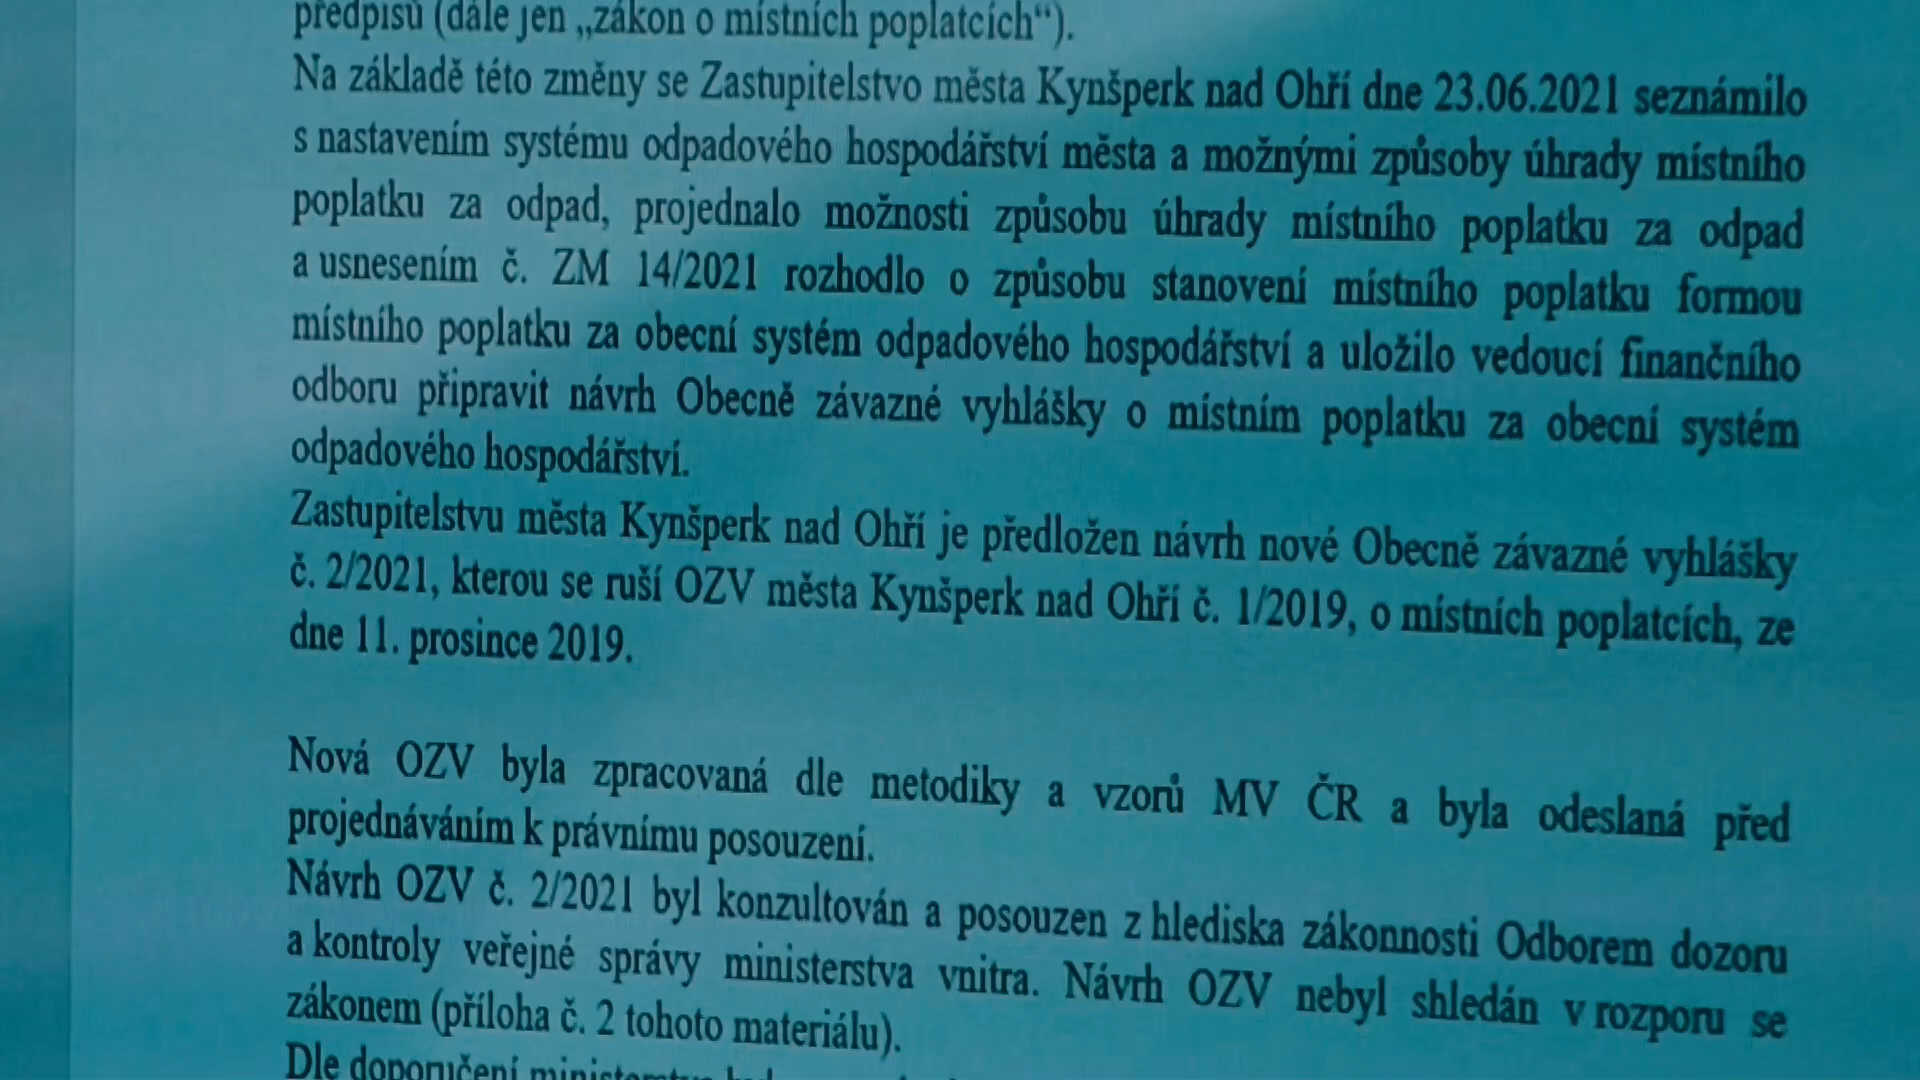 předpisů (dále jen „zákon o místních poplatcích“).
Na základě této změny se Zastupitelstvo města Kynšperk nad Ohří dne 23.06.2021 seznámilo
s nastavením systému odpadového hospodářství města a možnými způsoby úhrady místního
poplatku za odpad, projednalo možnosti způsobu úhrady místního poplatku za odpad
a usnesením č. ZM 14/2021 rozhodlo o způsobu stanovení místního poplatku formou
místního poplatku za obecní systém odpadového hospodářství a uložilo vedoucí finančního
odboru připravit návrh Obecně závazné vyhlášky o místním poplatku za obecní systém
odpadového hospodářství.
Zastupitelstvu města Kynšperk nad Ohří je předložen návrh nové Obecně závazné vyhlášky
č. 2/2021, kterou se ruší OZV města Kynšperk nad Ohří č. 1/2019, o místních poplatcích, ze
dne 11. prosince 2019.
Nová OZV byla zpracovaná dle metodiky a vzorů MV ČR a byla odeslaná před
projednáváním k právnímu posouzení.
Návrh OZV č. 2/2021 byl konzultován a posouzen z hlediska zákonnosti Odborem dozoru
a kontroly veřejné správy ministerstva vnitra. Návrh OZV nebyl shledán v rozporu se
zákonem (příloha č. 2 tohoto materiálu).
Dle doporučení ministerstva